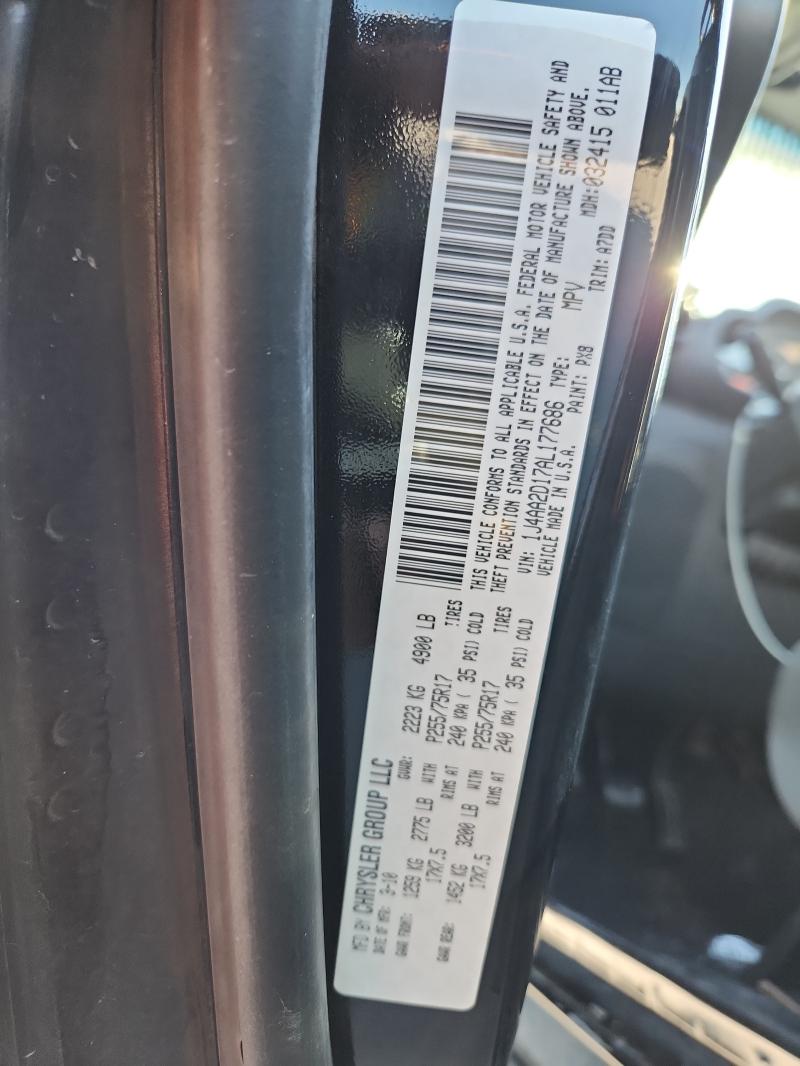 MFD BY CHRYSLER GROUP LLC
DATE OF MFR: 3-10 GVWR: 2223 KG 4900 LB
GAWR FRONT: 1259 KG 2775 LB WITH P255/75R17 TIRES
17X7.5 RIMS AT 240 KPA ( 35 PSI) COLD
GAWR REAR: 1452 KG 3200 LB WITH P255/75R17 TIRES
17X7.5 RIMS AT 240 KPA ( 35 PSI) COLD
THIS VEHICLE CONFORMS TO ALL APPLICABLE U.S.A. FEDERAL MOTOR VEHICLE SAFETY AND
THEFT PREVENTION STANDARDS IN EFFECT ON THE DATE OF MANUFACTURE SHOWN ABOVE.
VIN: 1J4AA2D17AL177686 TYPE: MPV MDH:032415 011AB
VEHICLE MADE IN U.S.A. PAINT: PX8 TRIM: A7DD